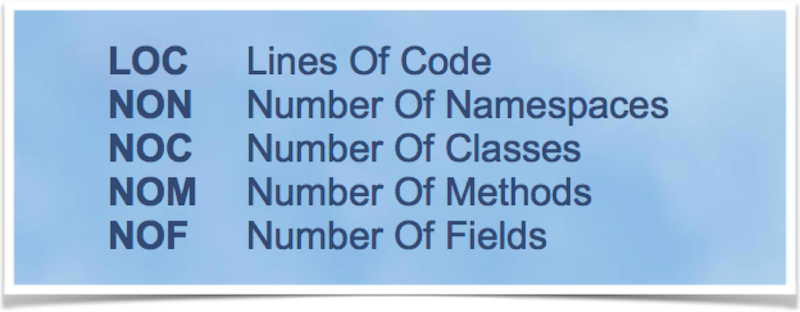 LOC Lines Of Code
NON Number Of Namespaces
NOC Number Of Classes
NOM Number Of Methods
NOF Number Of Fields